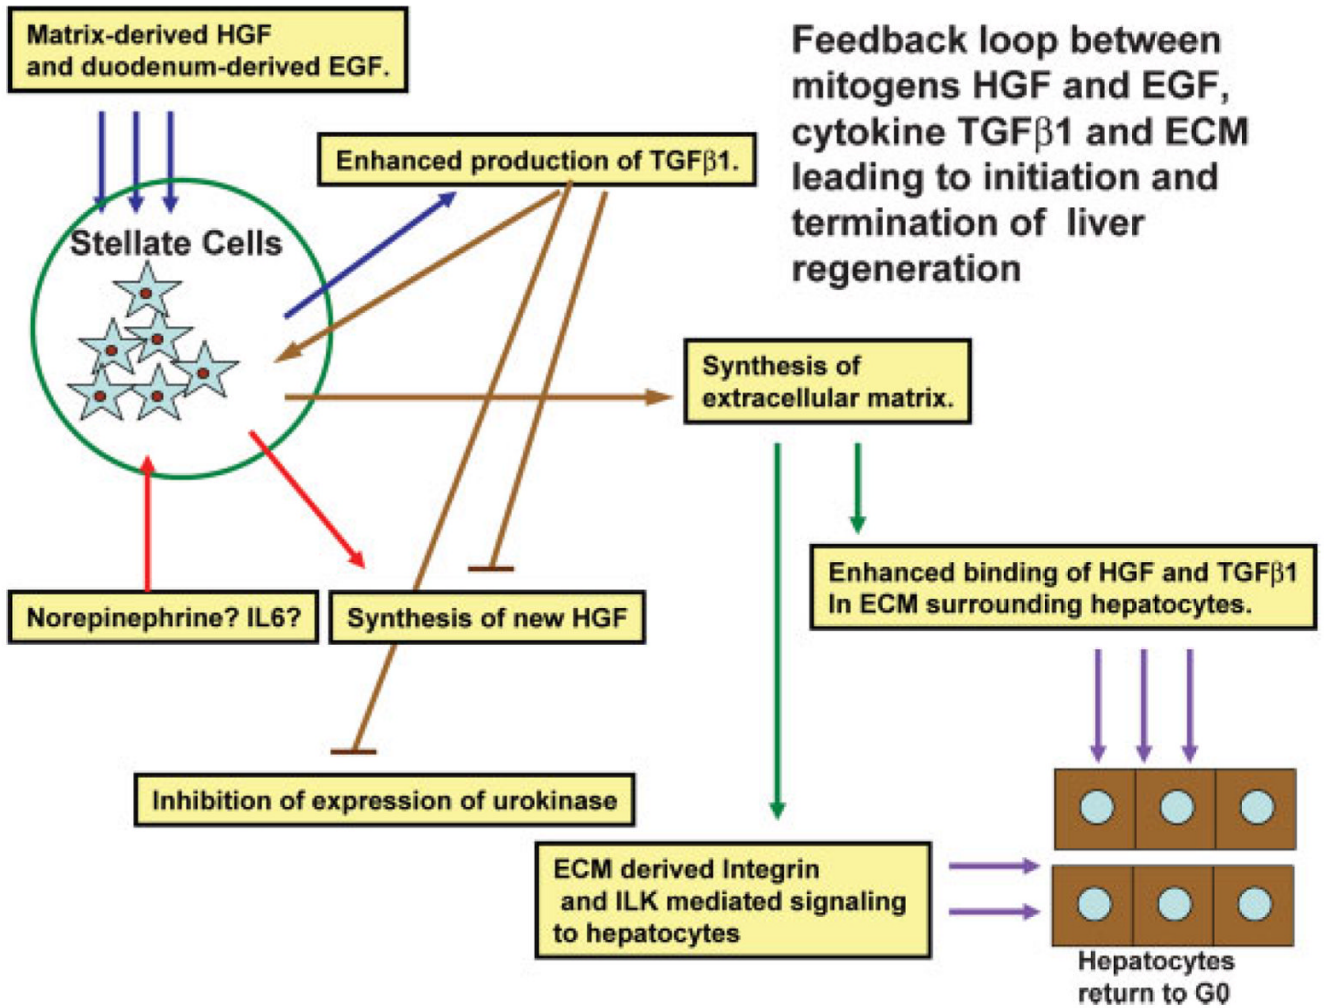 Matrix-derived HGF
and duodenum-derived EGF.
Feedback loop between
mitogens HGF and EGF,
cytokine TGFβ1 and ECM
leading to initiation and
termination of liver
regeneration
Enhanced production of TGFβ1.
Stellate Cells
Synthesis of
extracellular matrix.
Enhanced binding of HGF and TGFβ1
In ECM surrounding hepatocytes.
Norepinephrine? IL6?
Synthesis of new HGF
Inhibition of expression of urokinase
ECM derived Integrin
and ILK mediated signaling
to hepatocytes
Hepatocytes
return to G0